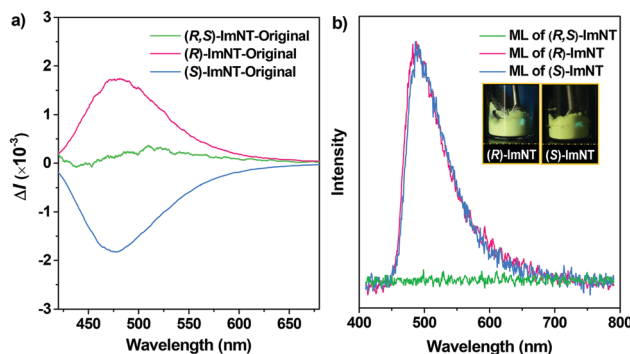 a)
(R,S)-ImNT-Original
(R)-ImNT-Original
(S)-ImNT-Original
ΔI (×10⁻³)
3
2
1
0
-1
-2
-3
450 500 550 600 650
Wavelength (nm)
b)
ML of (R,S)-ImNT
ML of (R)-ImNT
ML of (S)-ImNT
(R)-ImNT (S)-ImNT
Intensity
400 500 600 700 800
Wavelength (nm)